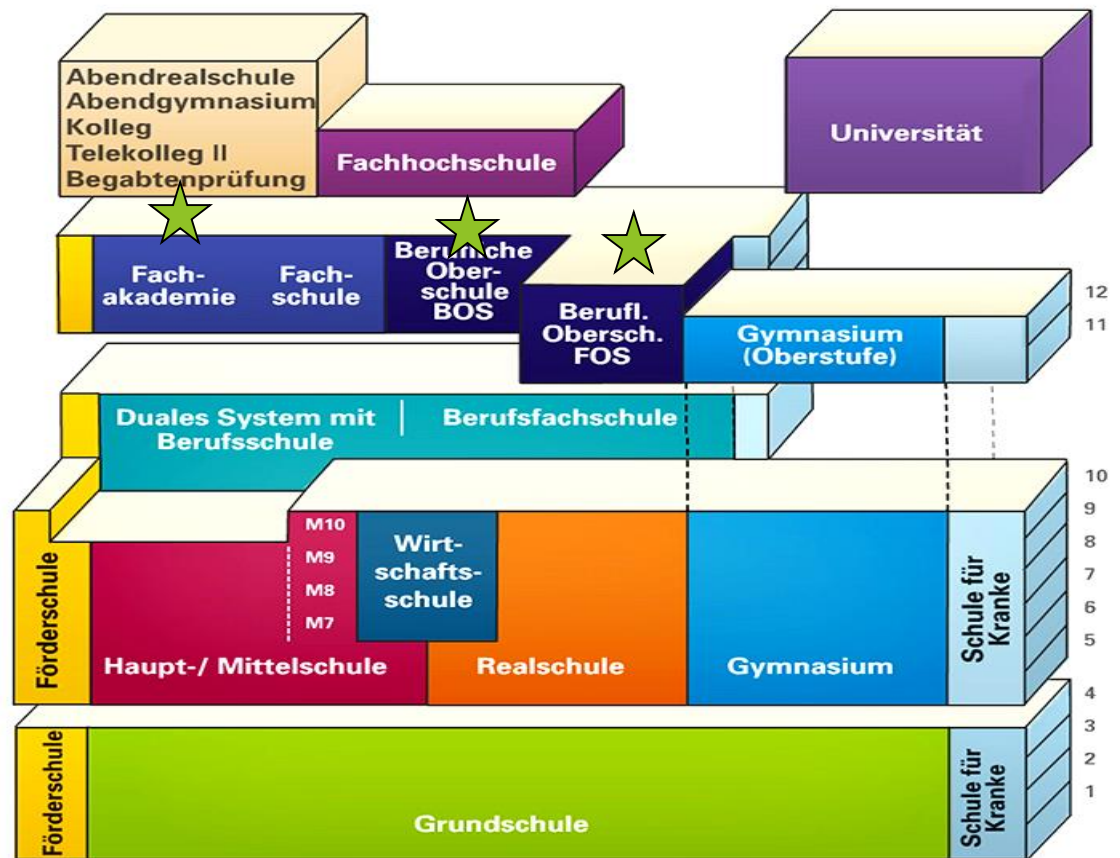 Abendrealschule
Abendgymnasium
Kolleg
Telekolleg II
Begabtenprüfung
Fachhochschule
Universität
Fach-
akademie
Fach-
schule
Berufliche
Ober-
schule
BOS
Berufl.
Obersch.
FOS
Gymnasium
(Oberstufe)
12
11
Duales System mit
Berufsschule
Berufsfachschule
10
9
8
7
6
5
Förderschule
M10
M9
M8
M7
Haupt-/ Mittelschule
Wirt-
schafts-
schule
Realschule
Gymnasium
Schule für
Kranke
4
3
2
1
Förderschule
Grundschule
Schule für
Kranke